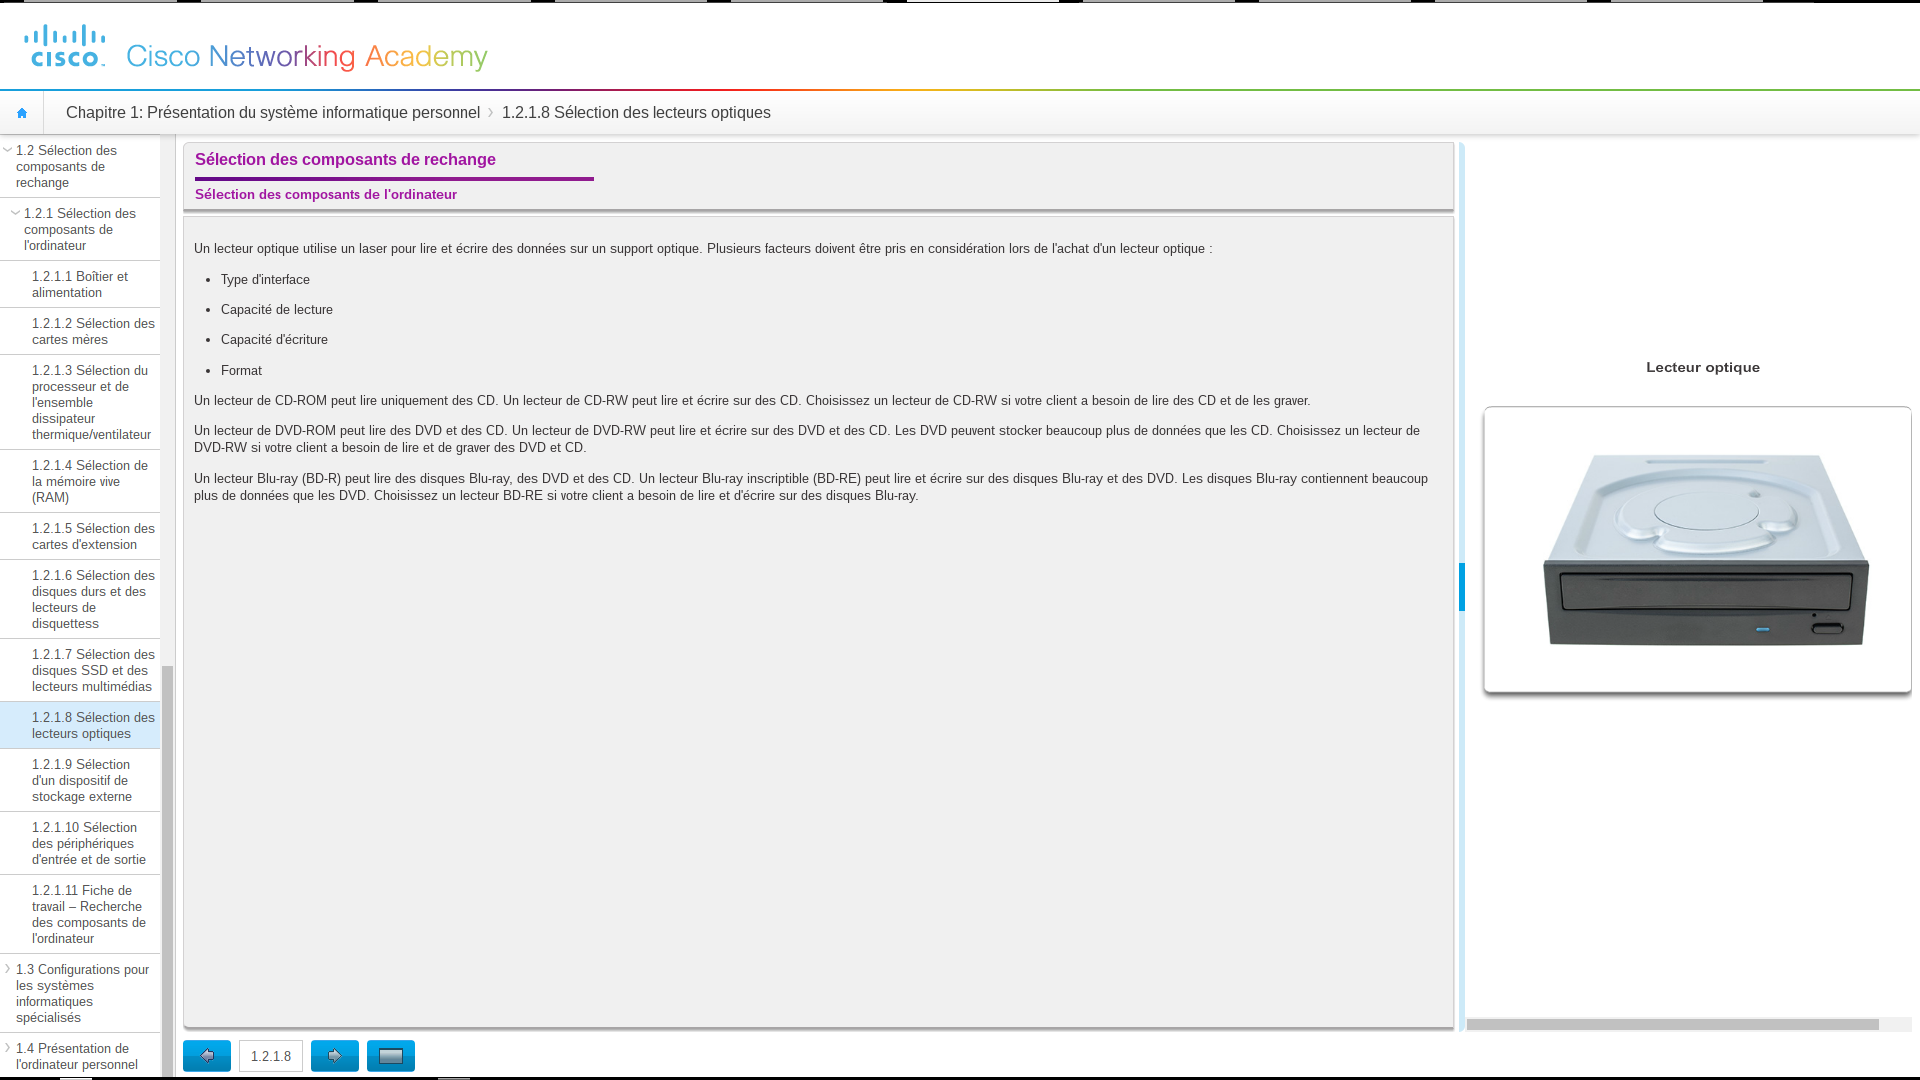 CISCO Cisco Networking Academy
Chapitre 1: Présentation du système informatique personnel
1.2.1.8 Sélection des lecteurs optiques
1.2 Sélection des
composants de
rechange
1.2.1 Sélection des
composants de
l'ordinateur
1.2.1.1 Boîtier et
alimentation
1.2.1.2 Sélection des
cartes mères
1.2.1.3 Sélection du
processeur et de
l'ensemble
dissipateur
thermique/ventilateur
1.2.1.4 Sélection de
la mémoire vive
(RAM)
1.2.1.5 Sélection des
cartes d'extension
1.2.1.6 Sélection des
disques durs et des
lecteurs de
disquettess
1.2.1.7 Sélection des
disques SSD et des
lecteurs multimédias
1.2.1.8 Sélection des
lecteurs optiques
1.2.1.9 Sélection
d'un dispositif de
stockage externe
1.2.1.10 Sélection
des périphériques
d'entrée et de sortie
1.2.1.11 Fiche de
travail – Recherche
des composants de
l'ordinateur
1.3 Configurations pour
les systèmes
informatiques
spécialisés
1.4 Présentation de
l'ordinateur personnel
Sélection des composants de rechange
Sélection des composants de l'ordinateur
Un lecteur optique utilise un laser pour lire et écrire des données sur un support optique. Plusieurs facteurs doivent être pris en considération lors de l'achat d'un lecteur optique :
• Type d'interface
• Capacité de lecture
• Capacité d'écriture
• Format
Un lecteur de CD-ROM peut lire uniquement des CD. Un lecteur de CD-RW peut lire et écrire sur des CD. Choisissez un lecteur de CD-RW si votre client a besoin de lire des CD et de les graver.
Un lecteur de DVD-ROM peut lire des DVD et des CD. Un lecteur de DVD-RW peut lire et écrire sur des DVD et des CD. Les DVD peuvent stocker beaucoup plus de données que les CD. Choisissez un lecteur de
DVD-RW si votre client a besoin de lire et de graver des DVD et CD.
Un lecteur Blu-ray (BD-R) peut lire des disques Blu-ray, des DVD et des CD. Un lecteur Blu-ray inscriptible (BD-RE) peut lire et écrire sur des disques Blu-ray et des DVD. Les disques Blu-ray contiennent beaucoup
plus de données que les DVD. Choisissez un lecteur BD-RE si votre client a besoin de lire et d'écrire sur des disques Blu-ray.
Lecteur optique
1.2.1.8